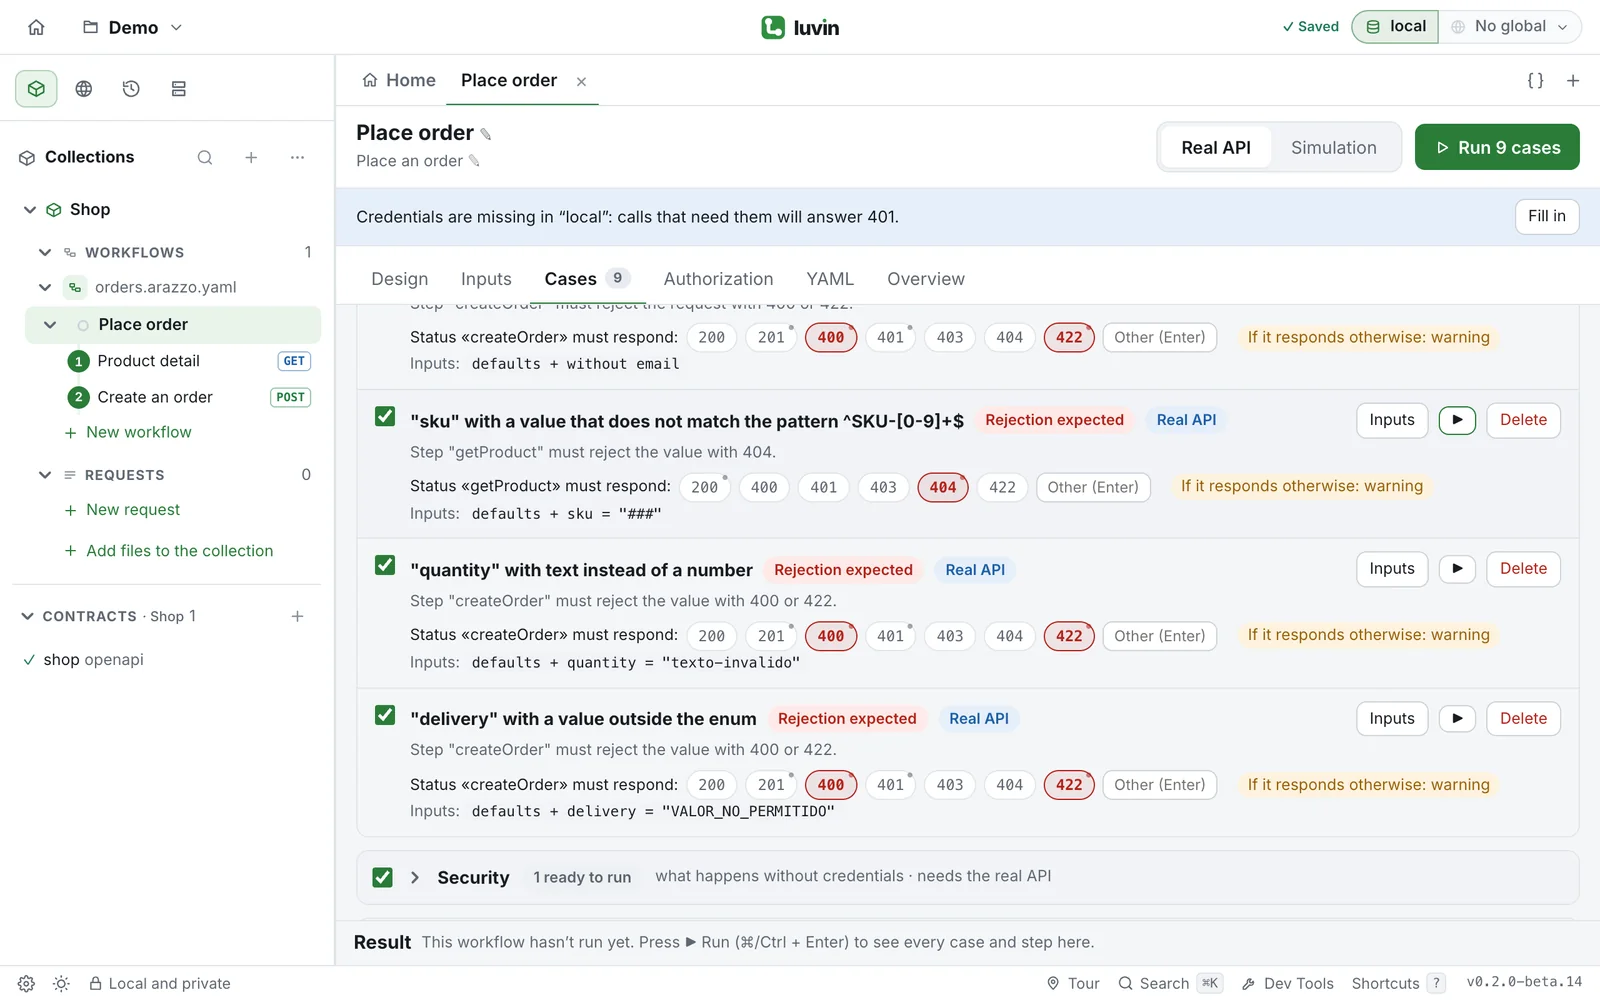 Demo
luvin
Saved
local
No global
Home
Place order
{ }
Collections
Place order
Place an order
Real API
Simulation
Run 9 cases
Shop
Credentials are missing in “local”: calls that need them will answer 401.
Fill in
WORKFLOWS 1
orders.arazzo.yaml
Place order
1 Product detail GET
2 Create an order POST
New workflow
REQUESTS 0
New request
Add files to the collection
CONTRACTS · Shop 1
shop openapi
Design Inputs Cases 9 Authorization YAML Overview
Step "createOrder" must reject the request with 400 or 422.
Status «createOrder» must respond: 200 201 400 401 403 404 422 Other (Enter) If it responds otherwise: warning
Inputs: defaults + without email
"sku" with a value that does not match the pattern ^SKU-[0-9]+$ Rejection expected Real API Inputs Delete
Step "getProduct" must reject the value with 404.
Status «getProduct» must respond: 200 400 401 403 404 422 Other (Enter) If it responds otherwise: warning
Inputs: defaults + sku = "###"
"quantity" with text instead of a number Rejection expected Real API Inputs Delete
Step "createOrder" must reject the value with 400 or 422.
Status «createOrder» must respond: 200 201 400 401 403 404 422 Other (Enter) If it responds otherwise: warning
Inputs: defaults + quantity = "texto-invalido"
"delivery" with a value outside the enum Rejection expected Real API Inputs Delete
Step "createOrder" must reject the value with 400 or 422.
Status «createOrder» must respond: 200 201 400 401 403 404 422 Other (Enter) If it responds otherwise: warning
Inputs: defaults + delivery = "VALOR_NO_PERMITIDO"
Security 1 ready to run what happens without credentials · needs the real API
Result This workflow hasn’t run yet. Press ▶ Run (⌘/Ctrl + Enter) to see every case and step here.
Local and private
Tour Search ⌘K Dev Tools Shortcuts ? v0.2.0-beta.14